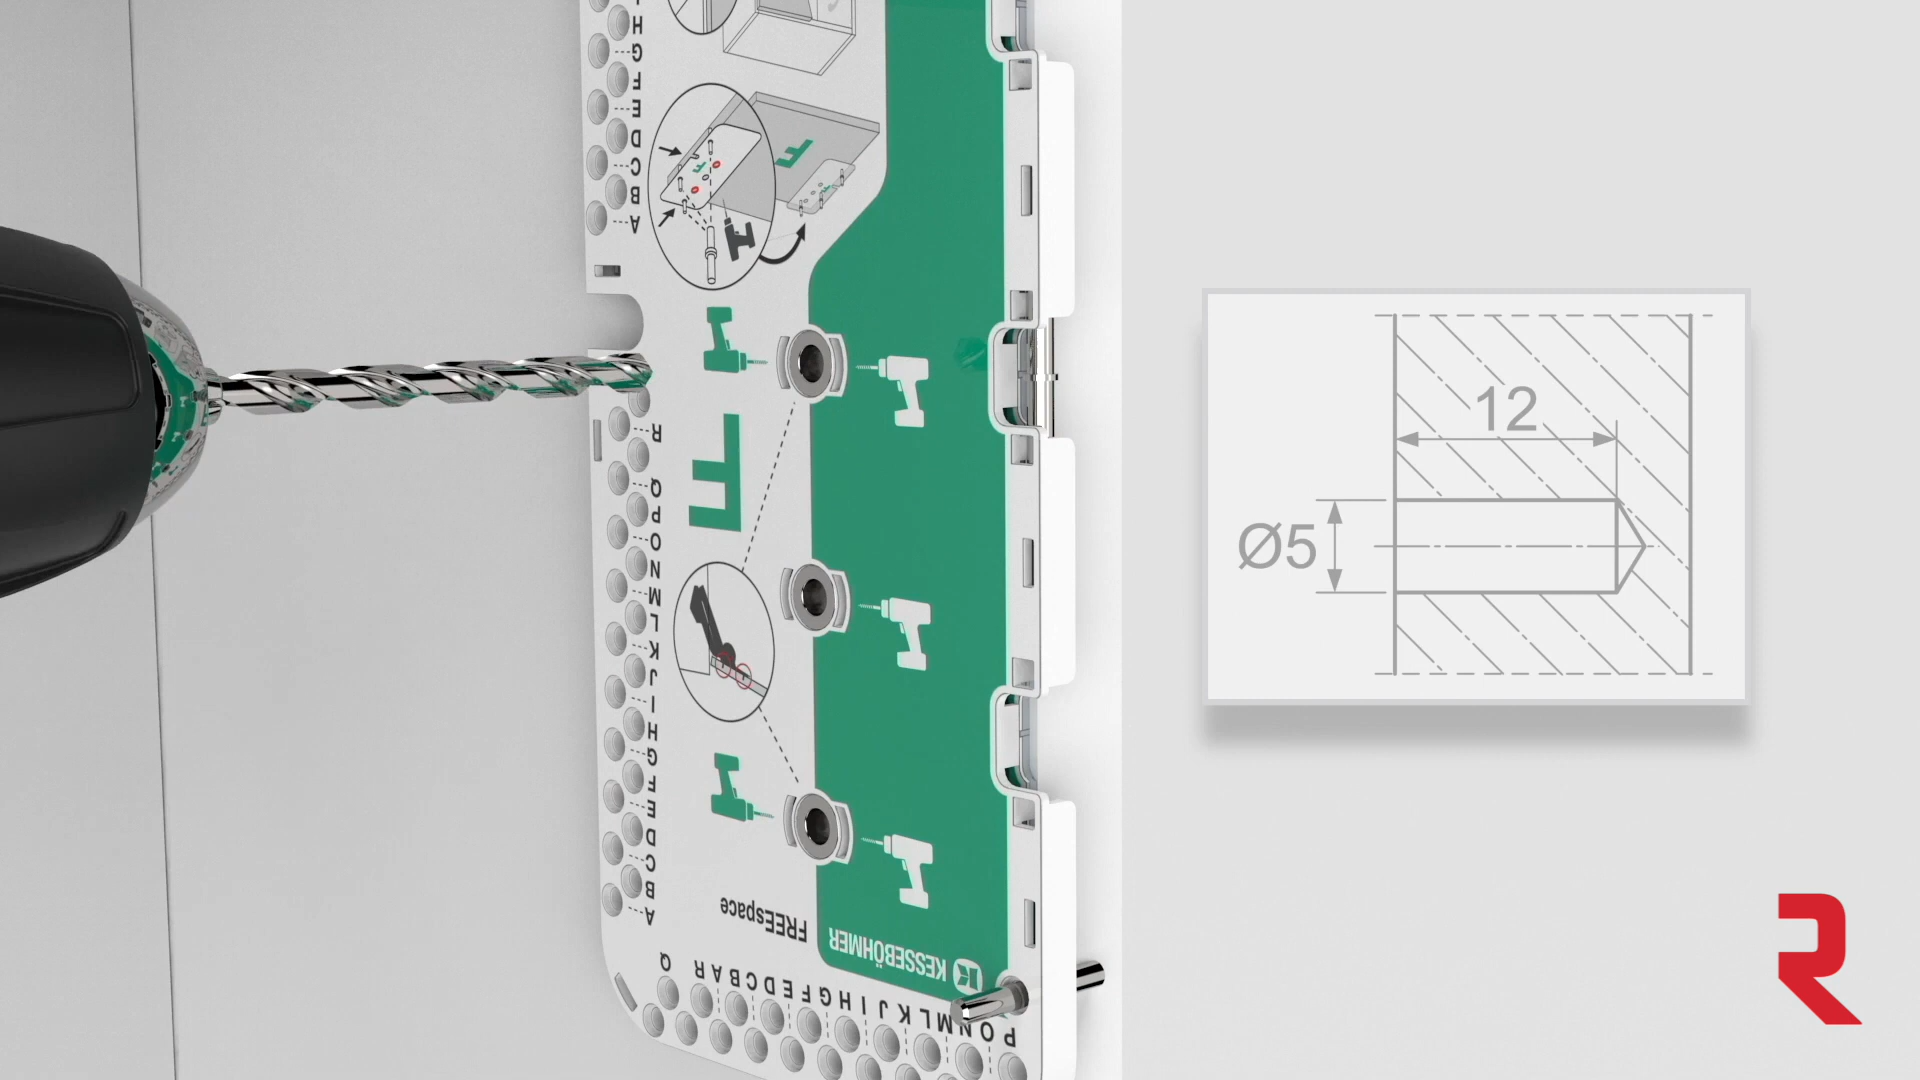 H
G
F
E
D
C
B
A
R
Q
P
O
N
M
L
K
J
I
H
G
F
E
D
C
B
A
FREEspace
KESSEBÖHMER
Q R A B C D E F G H I J K L M N O P
12
Ø5